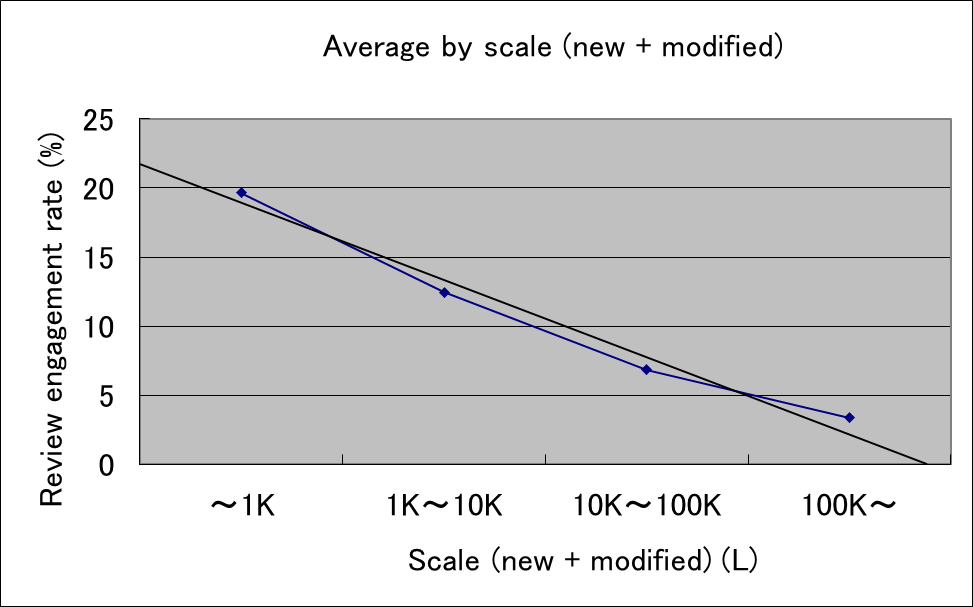 Average by scale (new + modified)
Review engagement rate (%)
25
20
15
10
5
0
～1K 1K～10K 10K～100K 100K～
Scale (new + modified) (L)